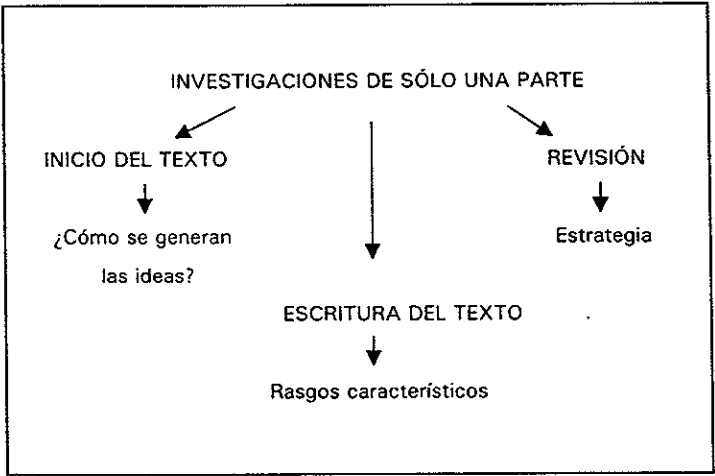 INVESTIGACIONES DE SÓLO UNA PARTE
INICIO DEL TEXTO
REVISIÓN
¿Cómo se generan
las ideas?
Estrategia
ESCRITURA DEL TEXTO
Rasgos característicos